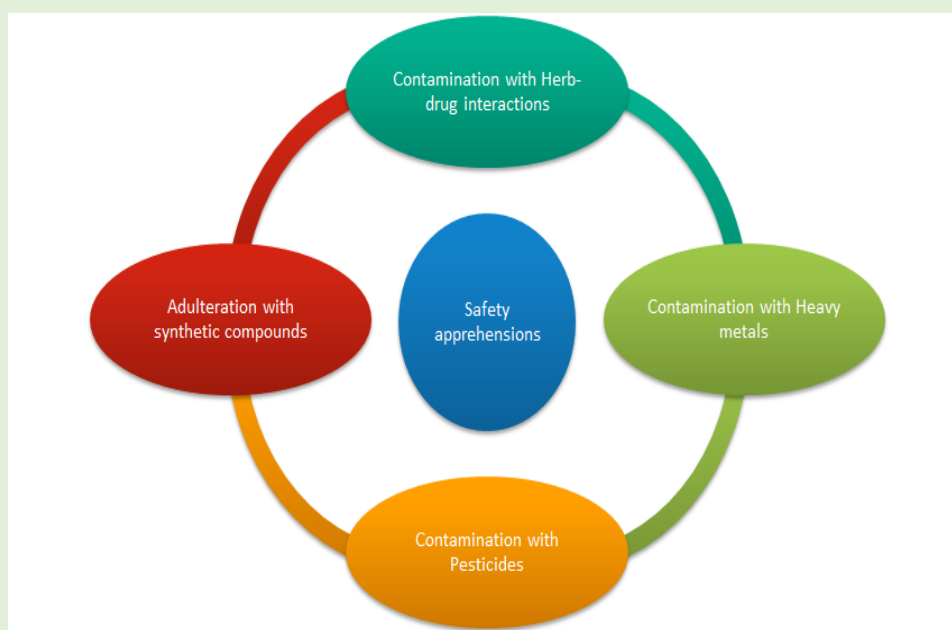 Contamination with Herb-
drug interactions
Adulteration with
synthetic compounds
Safety
apprehensions
Contamination with Heavy
metals
Contamination with
Pesticides